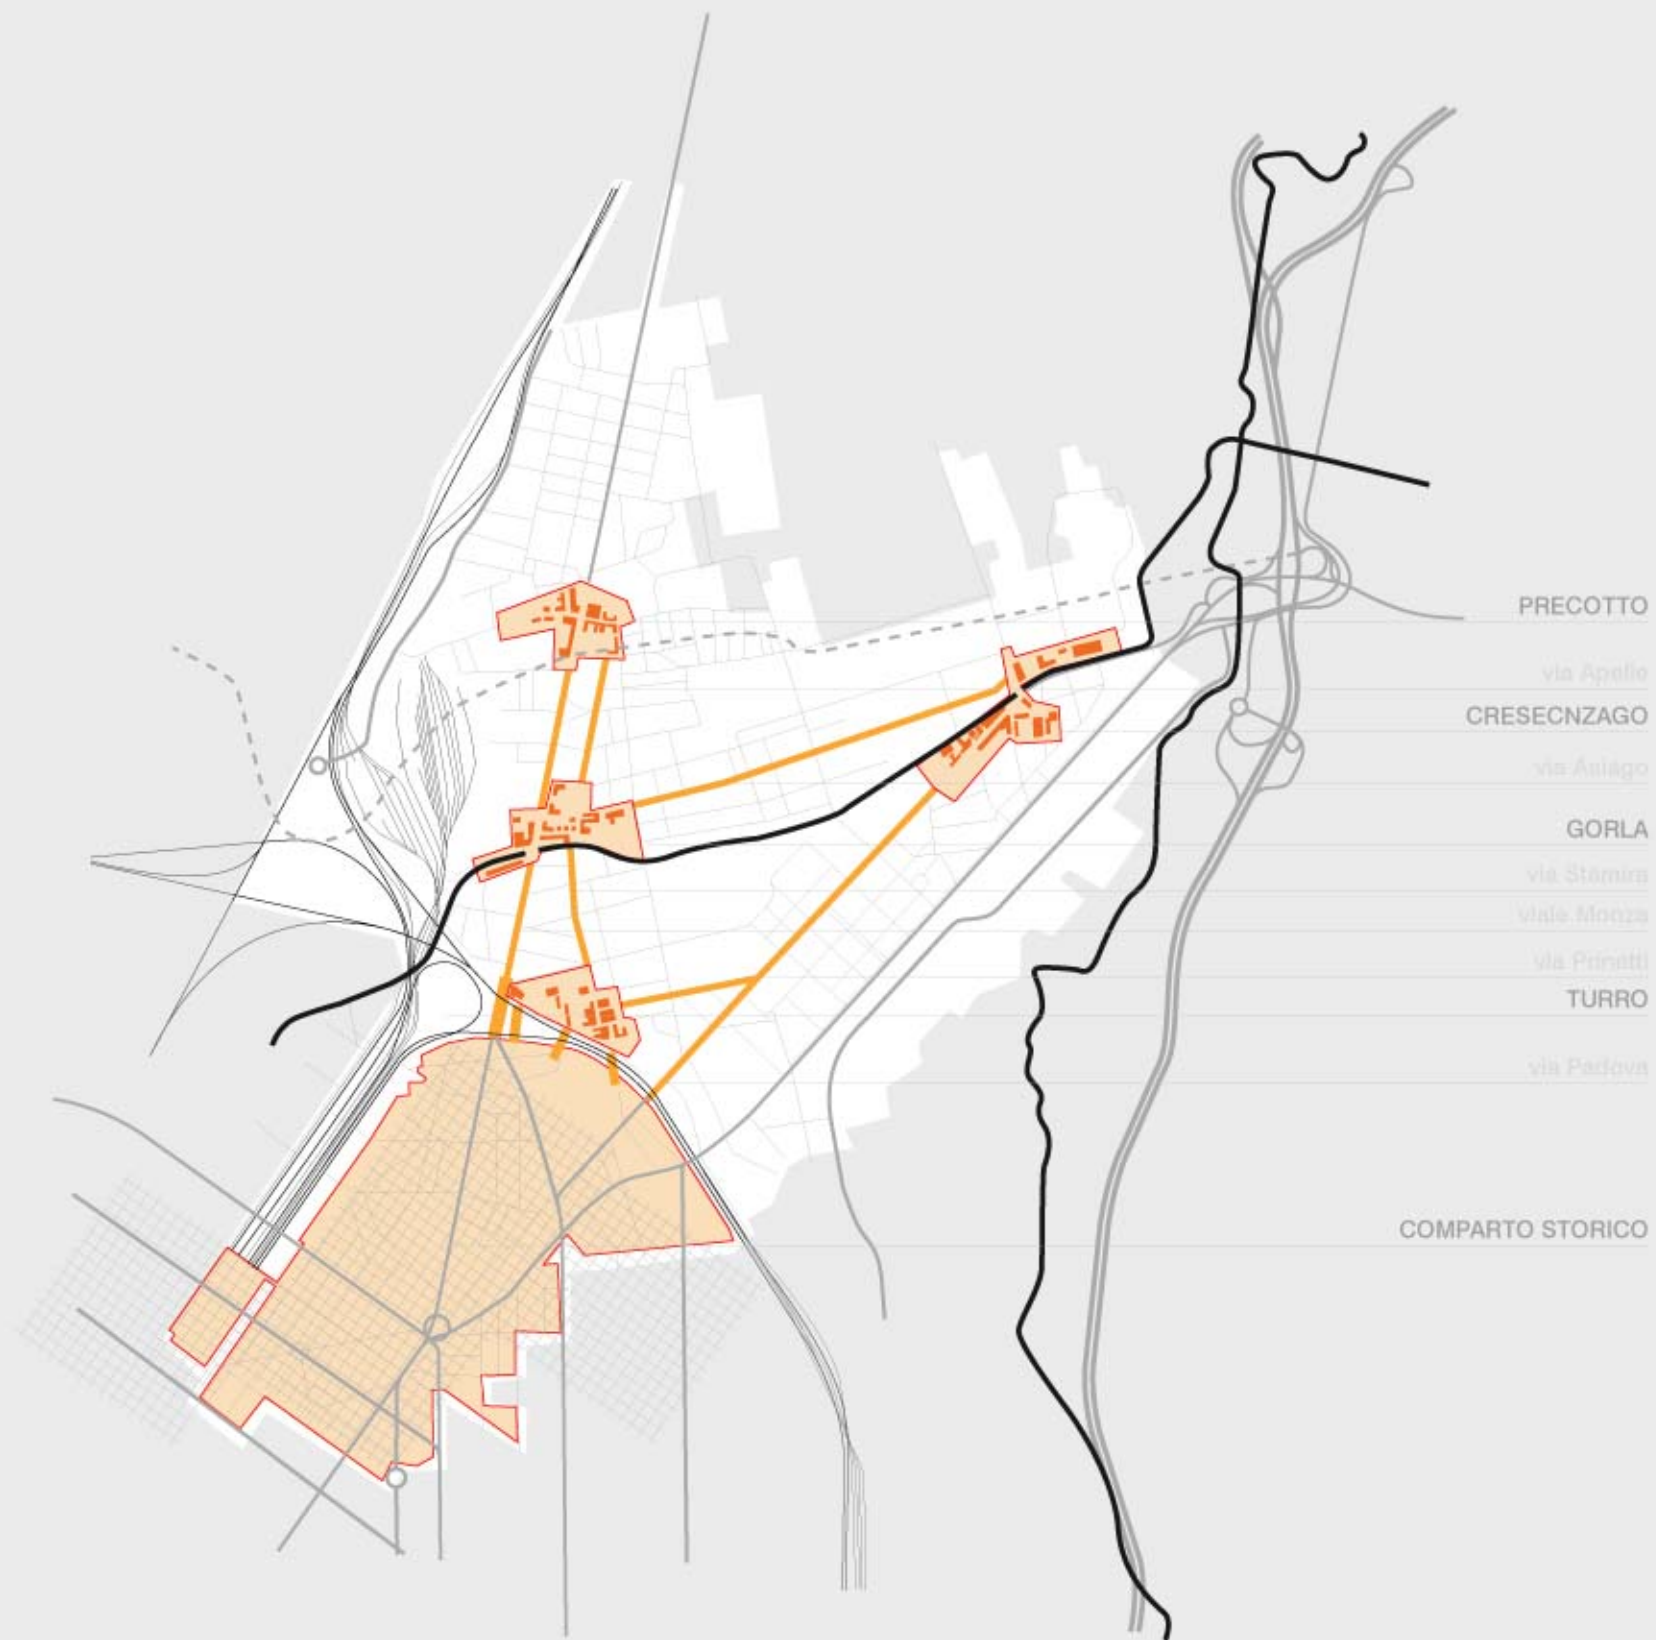 PRECOTTO
via Apelle
CRESECNZAGO
via Asiago
GORLA
via Stamira
viale Monza
via Prinetti
TURRO
via Padova
COMPARTO STORICO